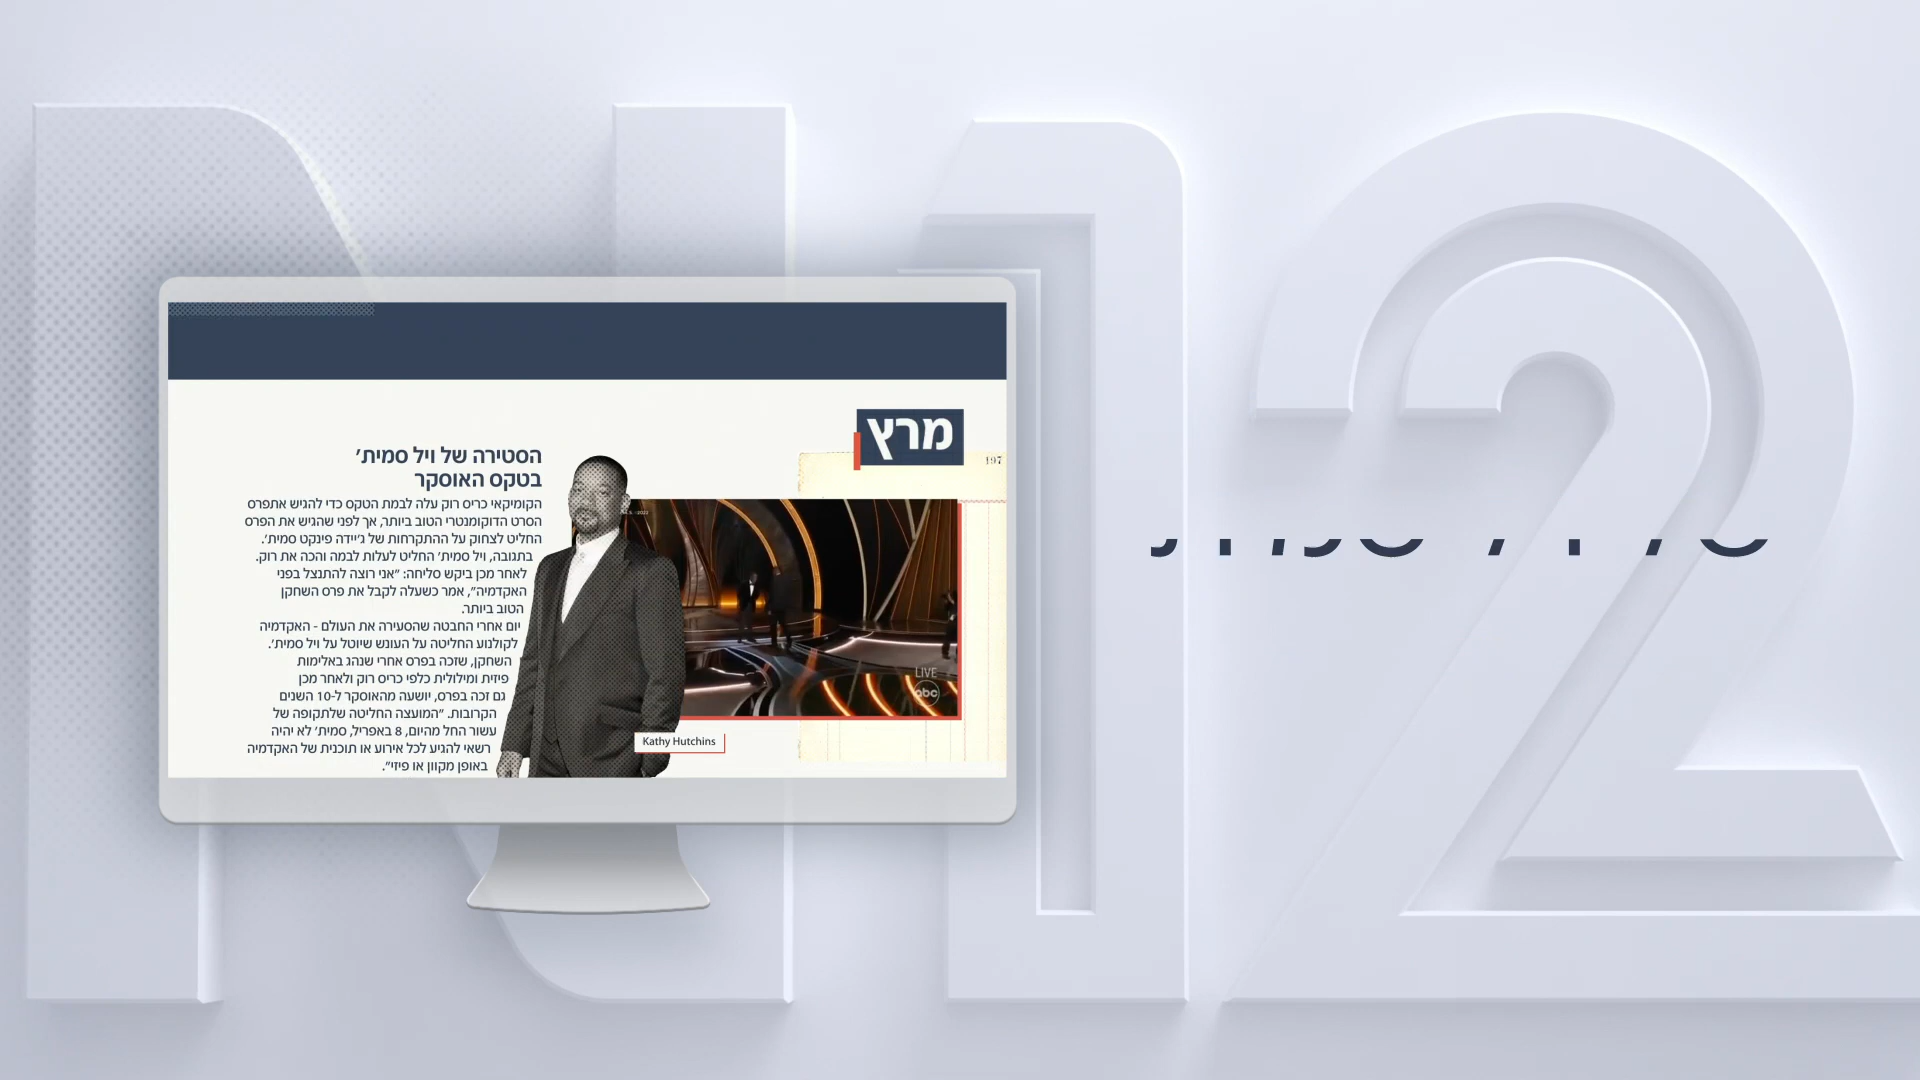 N12
מרץ
197
הסטירה של ויל סמית׳
בטקס האוסקר
הקומיקאי כריס רוק עלה לבמת הטקס כדי להגיש אתפרס
הסרט הדוקומנטרי הטוב ביותר, אך לפני שהגיש את הפרס
החליט לצחוק על ההתקרחות של ג׳יידה פינקט סמית׳.
בתגובה, ויל סמית׳ החליט לעלות לבמה והכה את רוק.
לאחר מכן ביקש סליחה: ״אני רוצה להתנצל בפני
האקדמיה״, אמר כשעלה לקבל את פרס השחקן
הטוב ביותר.
יום אחרי החבטה שהסעירה את העולם - האקדמיה
לקולנוע החליטה על העונש שיוטל על ויל סמית׳.
השחקן, שזכה בפרס אחרי שנהג באלימות
פיזית ומילולית כלפי כריס רוק ולאחר מכן
גם זכה בפרס, יושעה מהאוסקר ל-10 השנים
הקרובות. ״המועצה החליטה שלתקופה של
עשור החל מהיום, 8 באפריל, סמית׳ לא יהיה
רשאי להגיע לכל אירוע או תוכנית של האקדמיה
באופן מקוון או פיזי״.
LIVE
abc
Kathy Hutchins